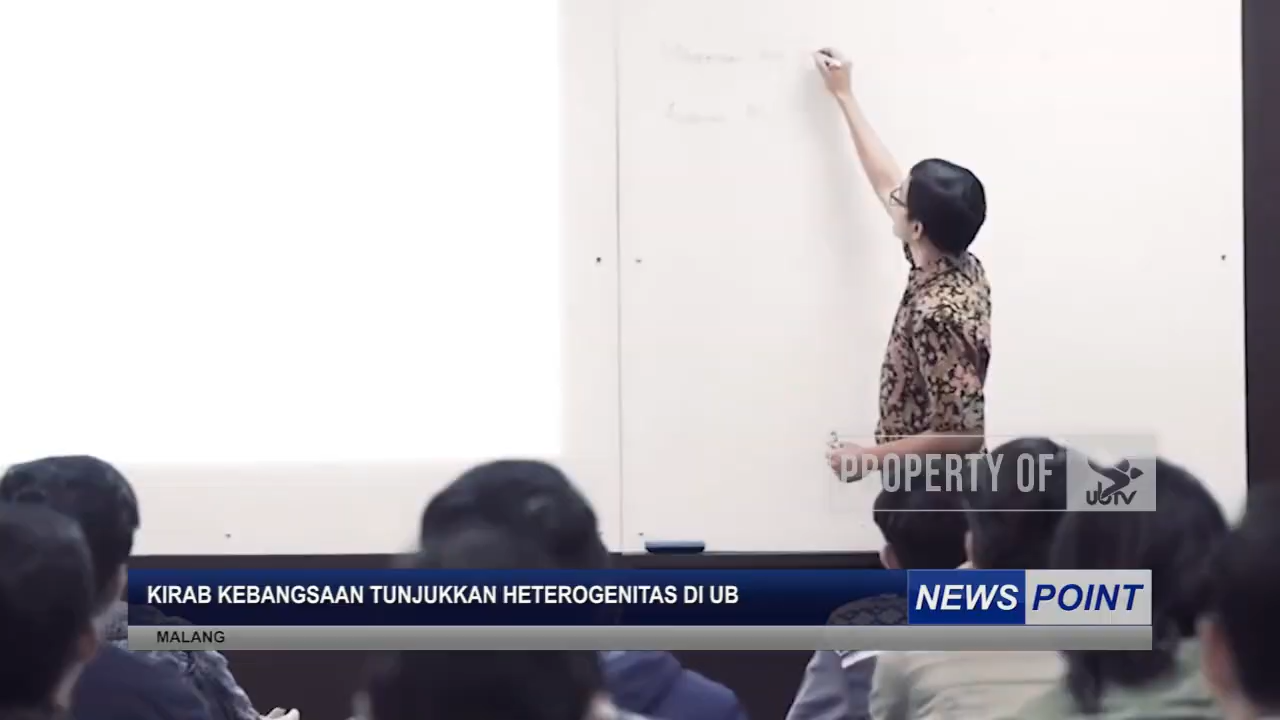 PROPERTY OF
UBTV
KIRAB KEBANGSAAN TUNJUKKAN HETEROGENITAS DI UB
NEWS POINT
MALANG